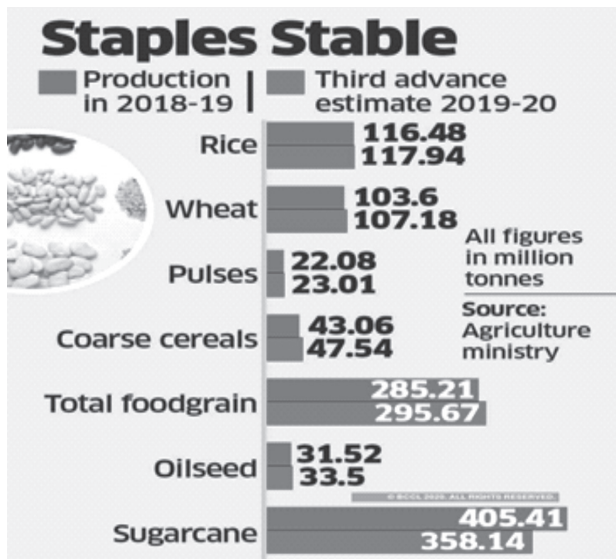 Staples Stable
Production in 2018-19
Third advance estimate 2019-20
Rice
116.48
117.94
Wheat
103.6
107.18
All figures in million tonnes
Pulses
22.08
23.01
Source:
Agriculture ministry
Coarse cereals
43.06
47.54
Total foodgrain
285.21
295.67
Oilseed
31.52
33.5
© BCCL 2020. ALL RIGHTS RESERVED.
Sugarcane
405.41
358.14